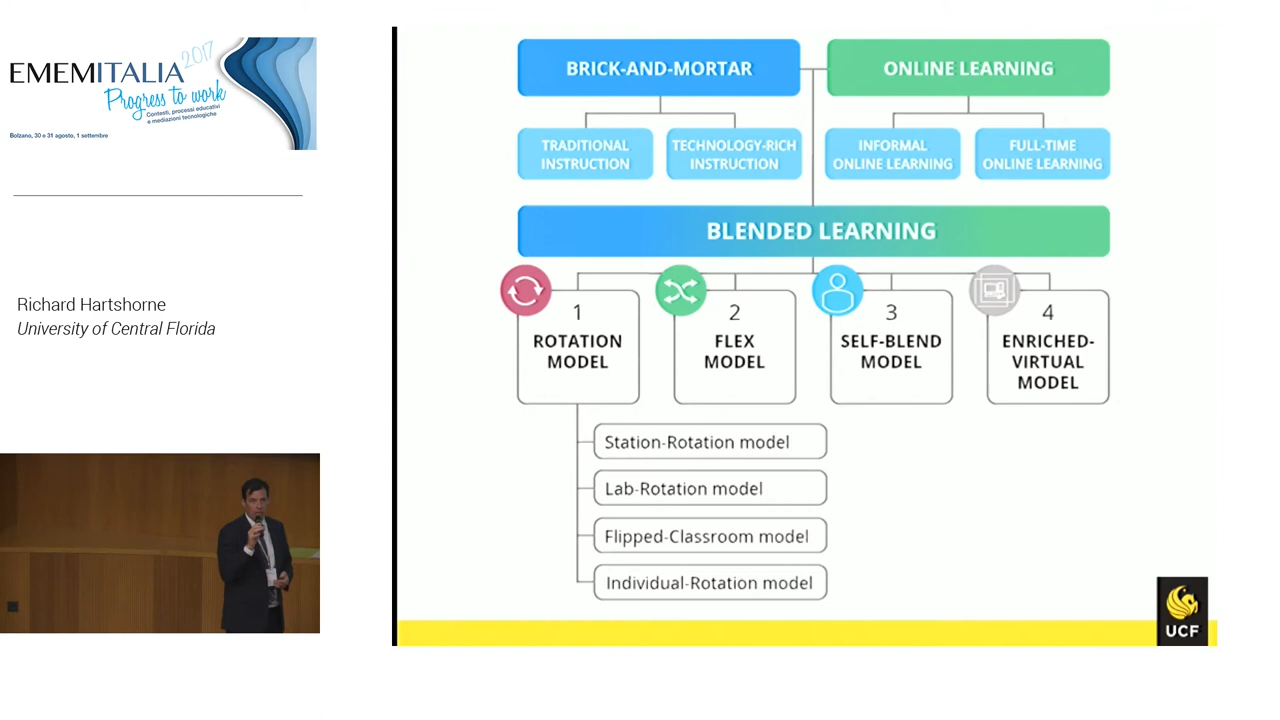 EMEMITALIA 2017
Progress to work
Contesti, processi educativi
e mediazioni tecnologiche
Bolzano, 30 e 31 agosto, 1 settembre
Richard Hartshorne
University of Central Florida
BRICK-AND-MORTAR
ONLINE LEARNING
TRADITIONAL
INSTRUCTION
TECHNOLOGY-RICH
INSTRUCTION
INFORMAL
ONLINE LEARNING
FULL-TIME
ONLINE LEARNING
BLENDED LEARNING
1
ROTATION
MODEL
2
FLEX
MODEL
3
SELF-BLEND
MODEL
4
ENRICHED-
VIRTUAL
MODEL
Station-Rotation model
Lab-Rotation model
Flipped-Classroom model
Individual-Rotation model
UCF